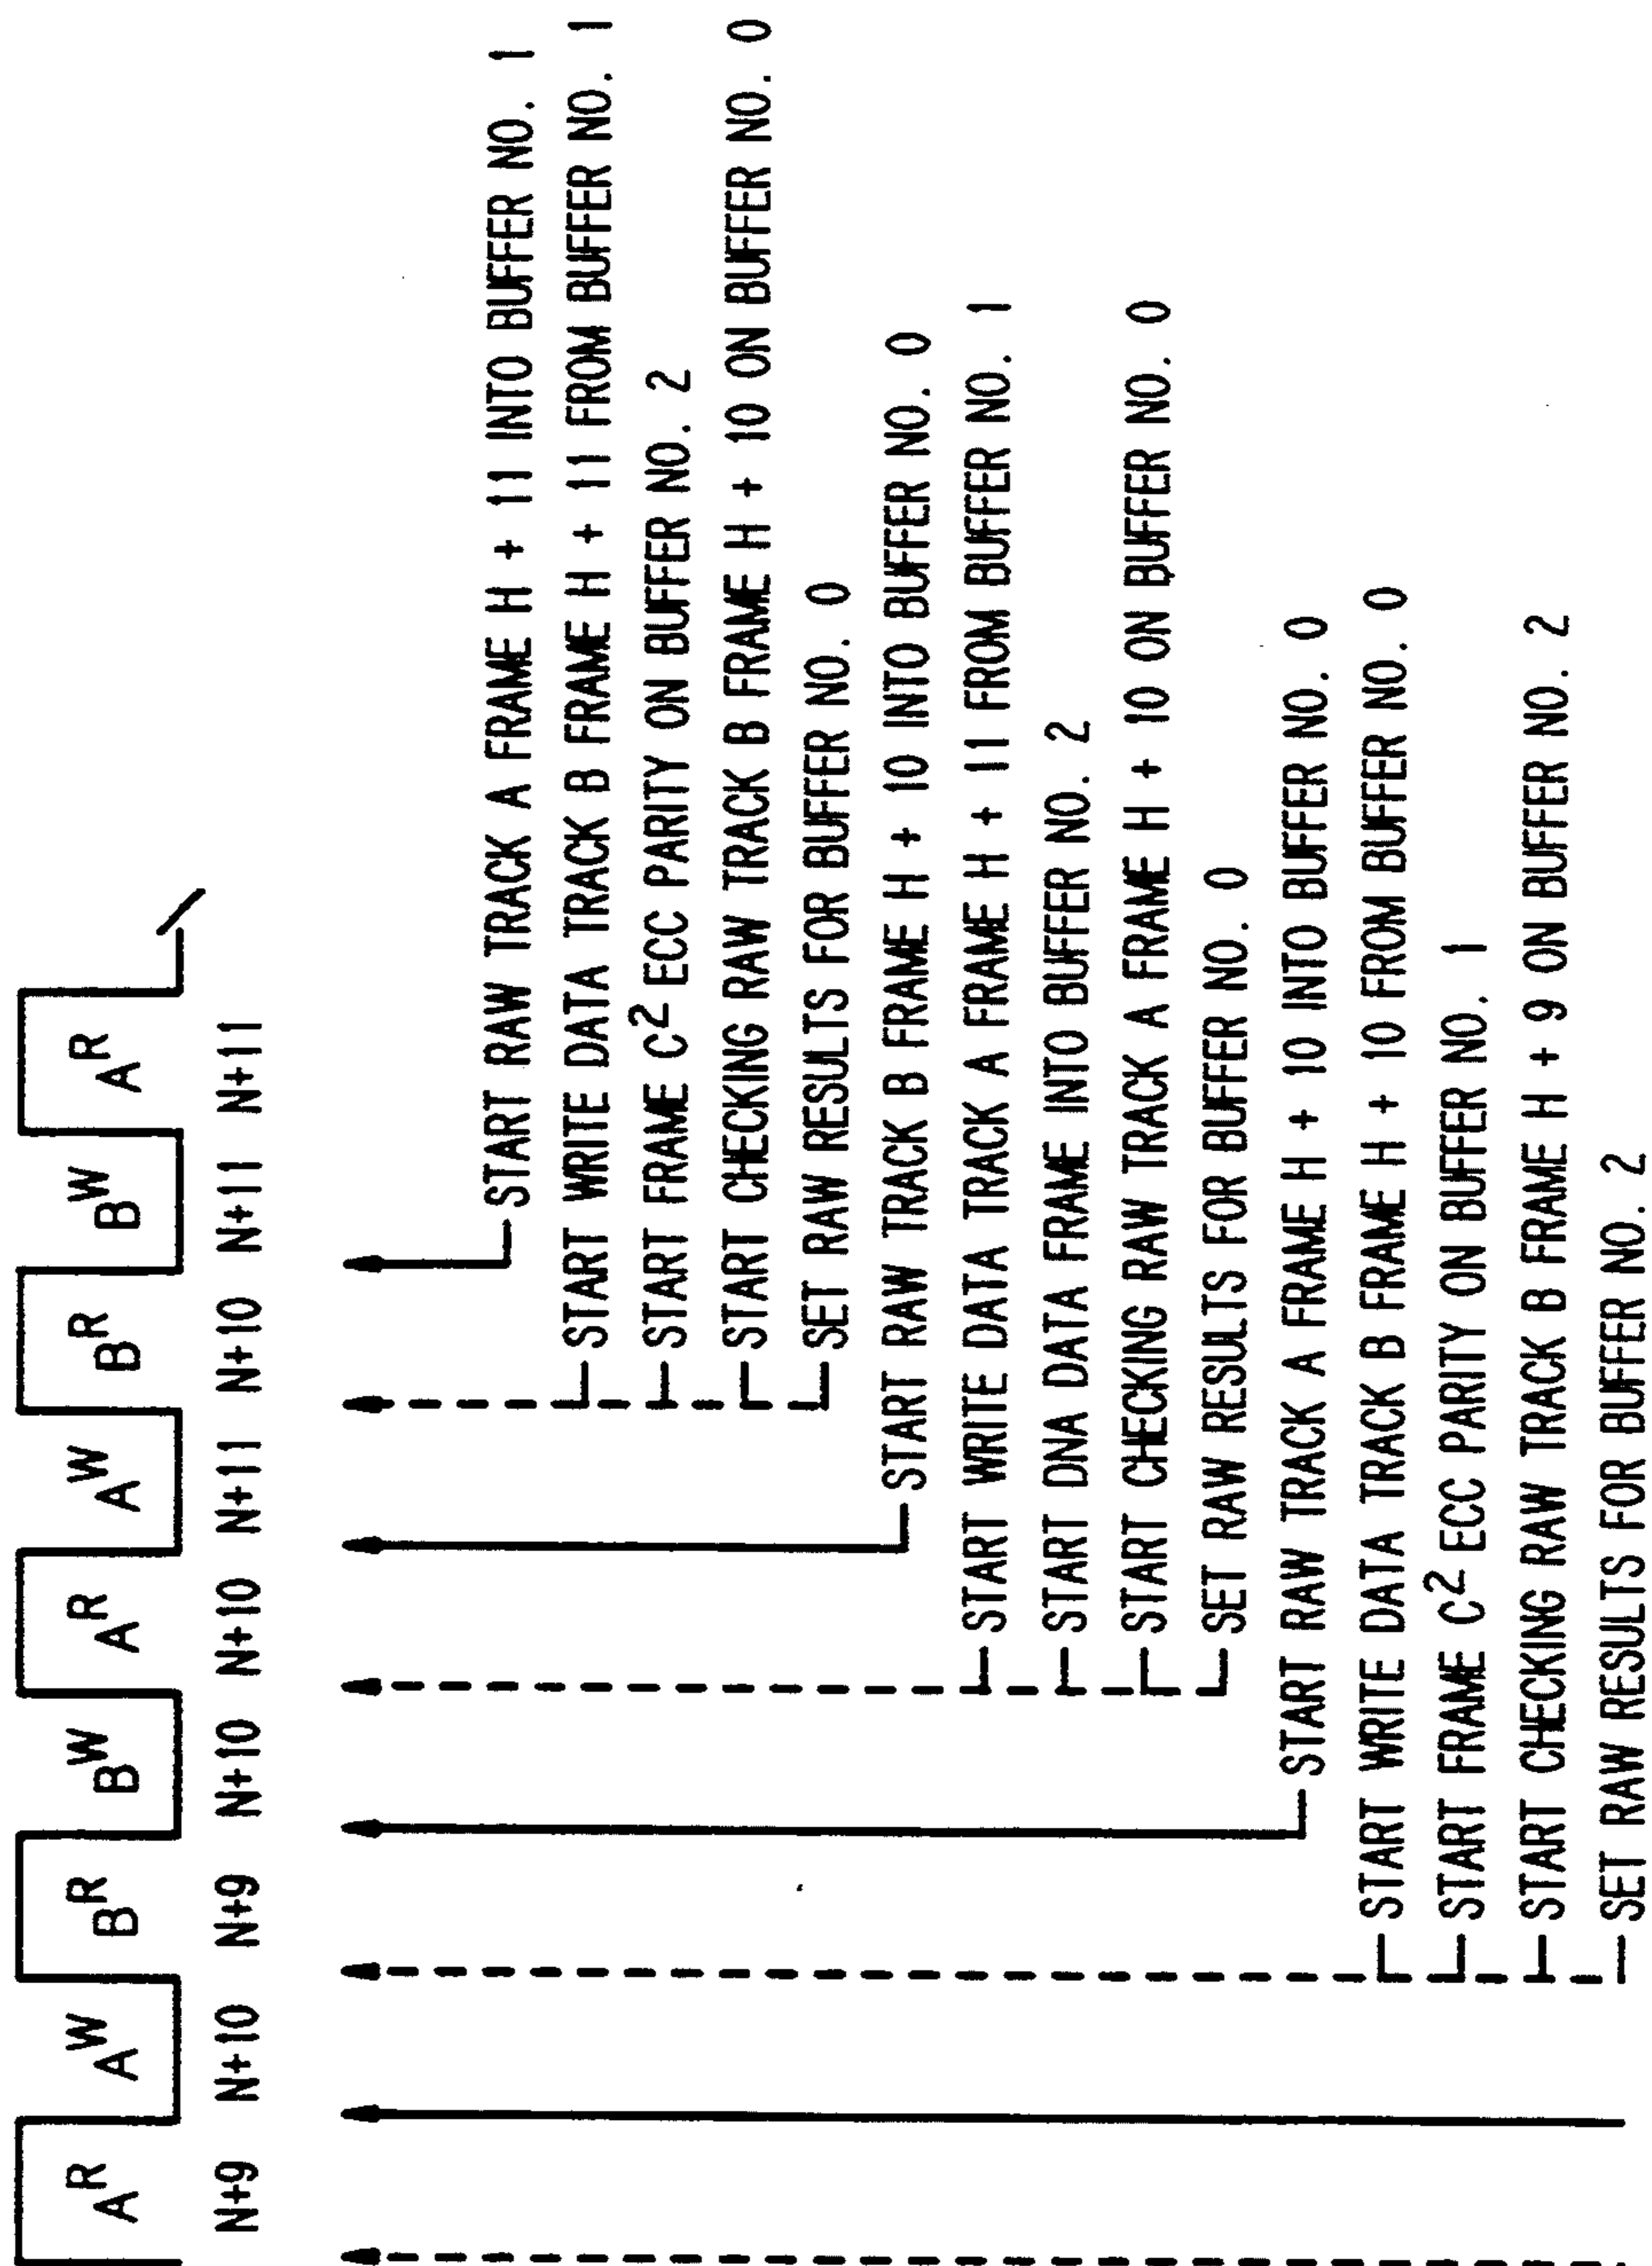 A^R A^W B^R B^W A^R A^W B^R B^W A^R
N+9 N+10 N+9 N+10 N+10 N+11 N+10 N+11 N+11
START RAW TRACK A FRAME H + 11 INTO BUFFER NO. 1
START WRITE DATA TRACK B FRAME H + 11 FROM BUFFER NO. 1
START FRAME C² ECC PARITY ON BUFFER NO. 2
START CHECKING RAW TRACK B FRAME H + 10 ON BUFFER NO. 0
SET RAW RESULTS FOR BUFFER NO. 0
START RAW TRACK B FRAME H + 10 INTO BUFFER NO. 0
START WRITE DATA TRACK A FRAME H + 11 FROM BUFFER NO. 1
START DNA DATA FRAME INTO BUFFER NO. 2
START CHECKING RAW TRACK A FRAME H + 10 ON BUFFER NO. 0
SET RAW RESULTS FOR BUFFER NO. 0
START RAW TRACK A FRAME H + 10 INTO BUFFER NO. 0
START WRITE DATA TRACK B FRAME H + 10 FROM BUFFER NO. 0
START FRAME C² ECC PARITY ON BUFFER NO. 1
START CHECKING RAW TRACK B FRAME H + 9 ON BUFFER NO. 2
SET RAW RESULTS FOR BUFFER NO. 2